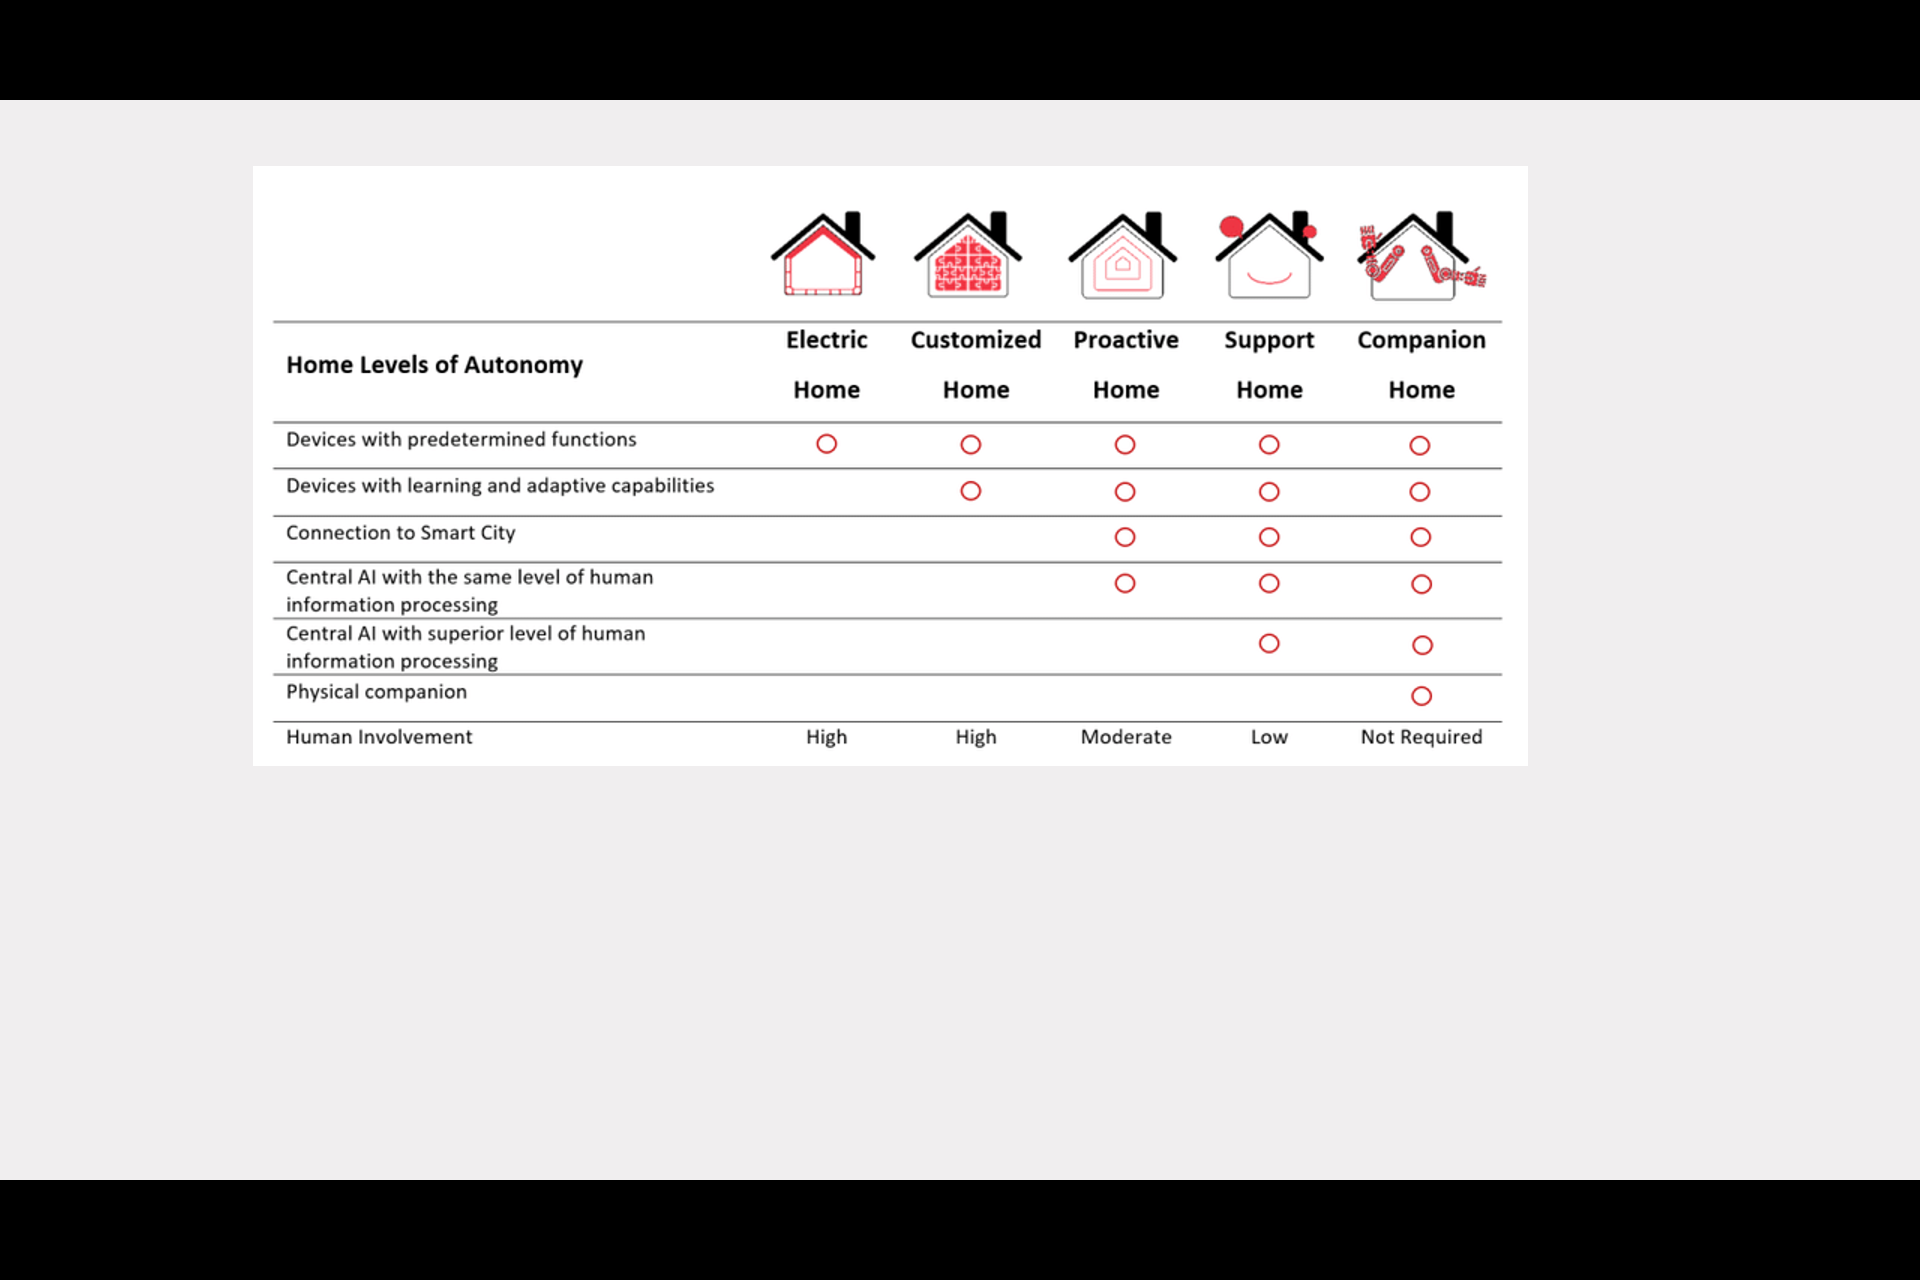 Home Levels of Autonomy
Electric Home
Customized Home
Proactive Home
Support Home
Companion Home
Devices with predetermined functions
Devices with learning and adaptive capabilities
Connection to Smart City
Central AI with the same level of human
information processing
Central AI with superior level of human
information processing
Physical companion
Human Involvement High High Moderate Low Not Required